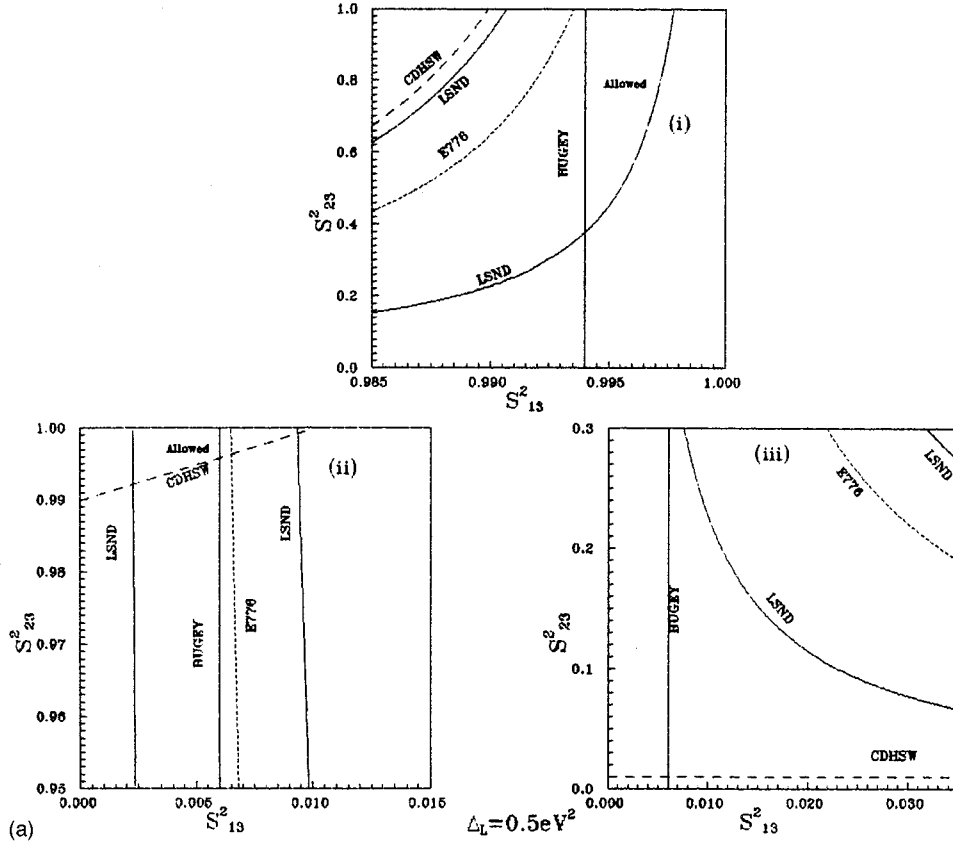 1.0
0.8
0.6
0.4
0.2
0.0
S²₂₃
CDHSW
LSND
E776
BUGEY
Allowed
(i)
LSND
0.985 0.990 0.995 1.000
S²₁₃
1.00
0.99
0.98
0.97
0.96
0.95
S²₂₃
Allowed
CDHSW
LSND
BUGEY
E776
LSND
(ii)
0.000 0.005 0.010 0.015
S²₁₃
0.3
0.2
0.1
0.0
S²₂₃
BUGEY
(iii)
LSND
E776
LSND
CDHSW
0.000 0.010 0.020 0.030
S²₁₃
(a)
Δ_L=0.5eV²